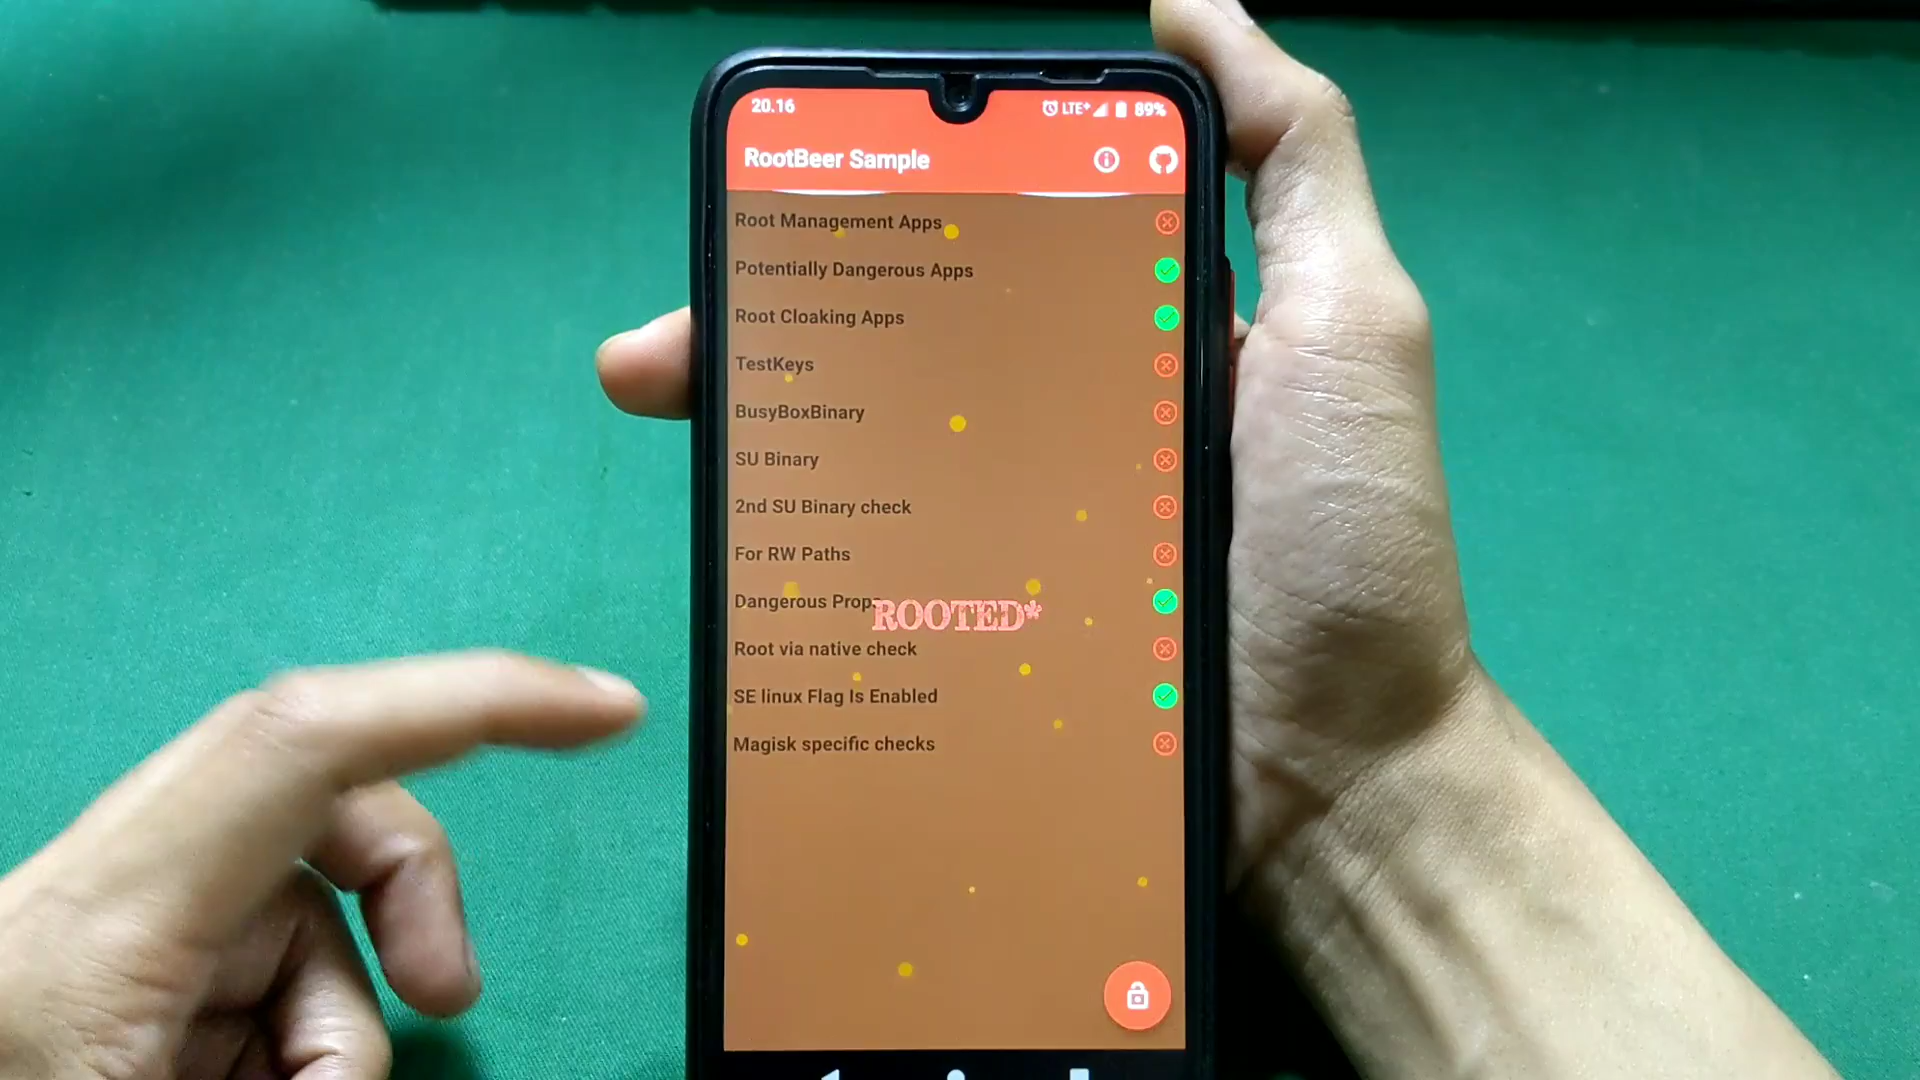 20.16 LTE+ 89%
RootBeer Sample
Root Management Apps
Potentially Dangerous Apps
Root Cloaking Apps
TestKeys
BusyBoxBinary
SU Binary
2nd SU Binary check
For RW Paths
Dangerous Props
ROOTED*
Root via native check
SE linux Flag Is Enabled
Magisk specific checks